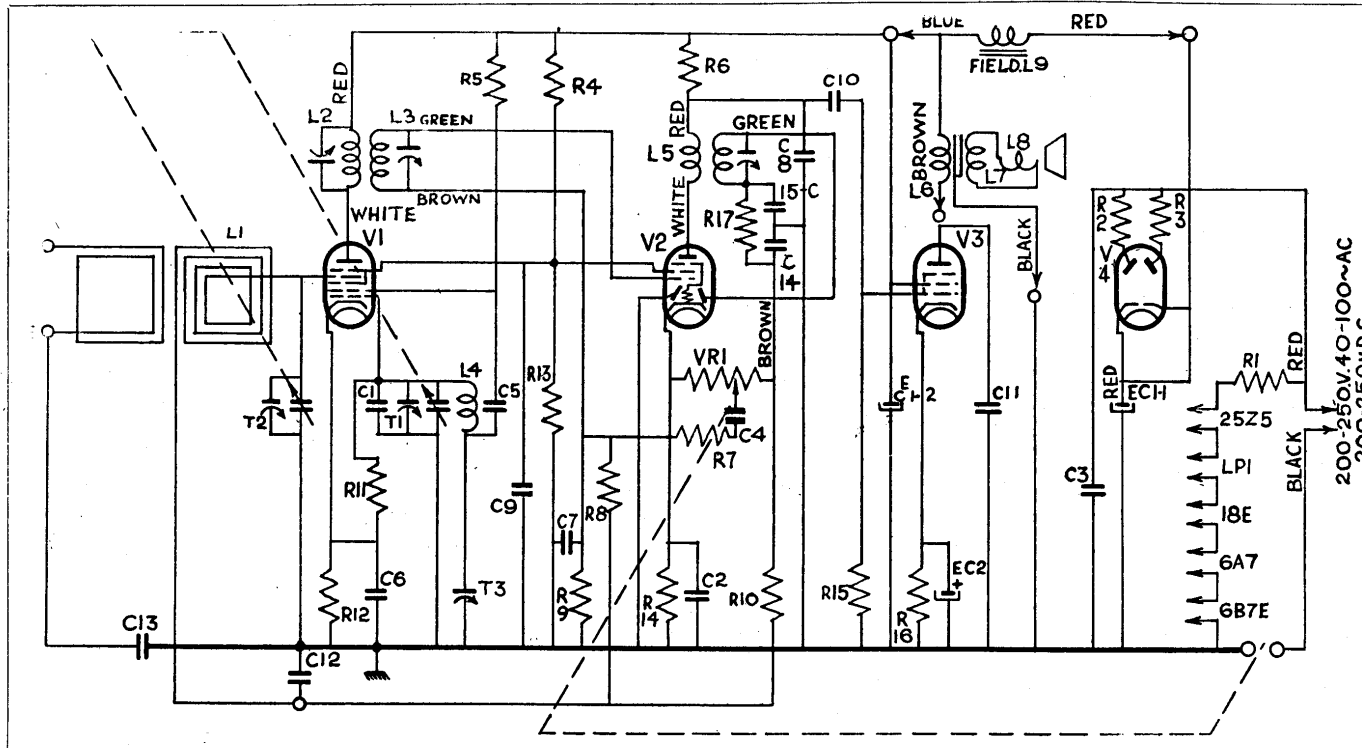 BLUE
RED
FIELD.L9
R5
R4
R6
C10
RED
L2
L3 GREEN
BROWN
WHITE
V1
L1
RED
L5
GREEN
C8
15-C
R17
C14
WHITE
V2
BROWN
BROWN
L6
L7
L8
BLACK
V3
R2
R3
V4
T2
C1
T1
L4
C5
R13
VR1
C4
R7
E
C1-2
C11
RED
EC1-1
R1
RED
BLACK
200-250.V.40-100~AC
25Z5
LP1
18E
6A7
6B7E
R11
C9
R8
C3
R12
C6
T3
C7
R9
R14
C2
R10
R15
R16
EC2
+
C13
C12